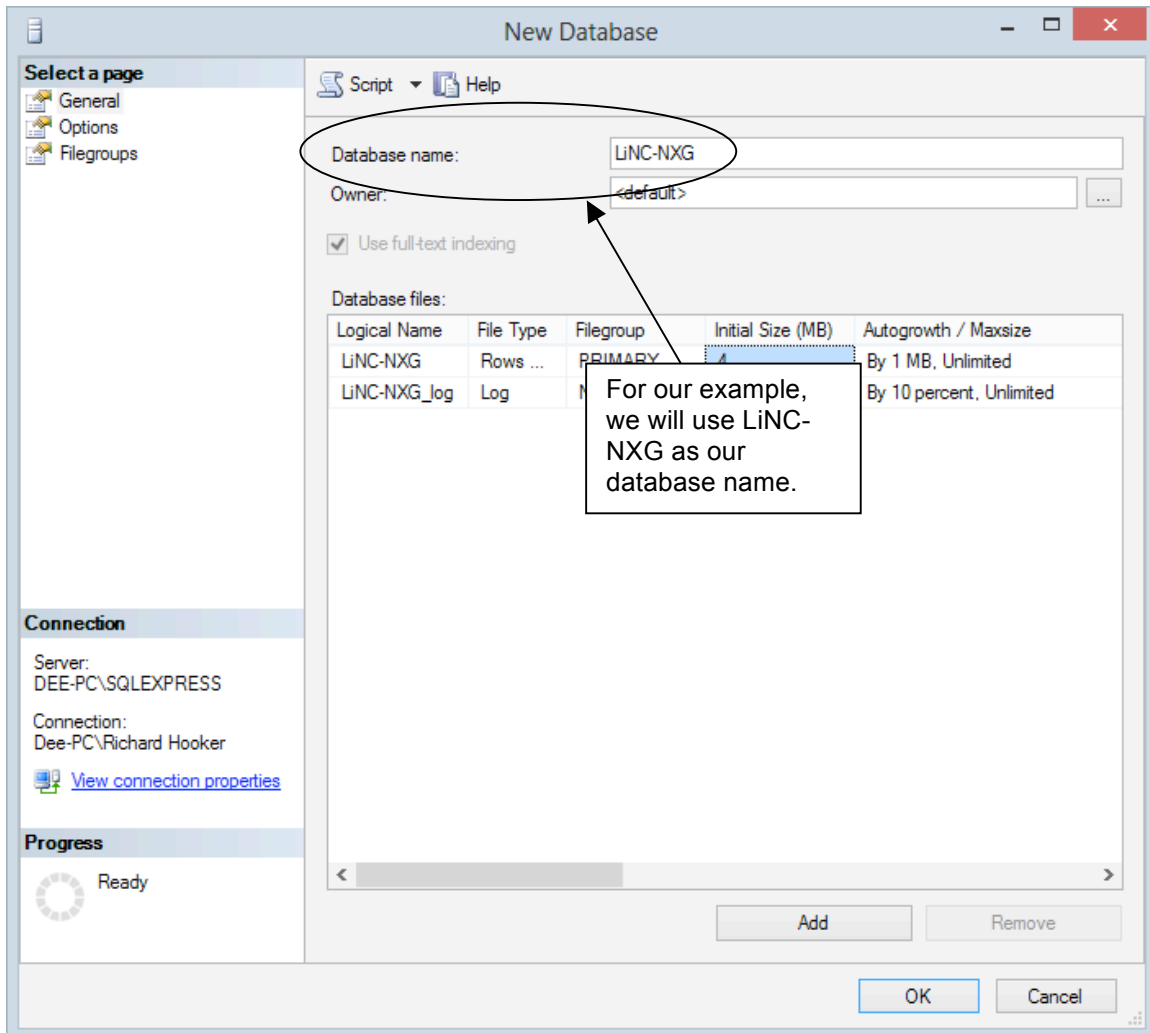 New Database
Select a page
General
Options
Filegroups
Script
Help
Database name:
LiNC-NXG
Owner:
<default>
...
Use full-text indexing
Database files:
Logical Name
File Type
Filegroup
Initial Size (MB)
Autogrowth / Maxsize
LiNC-NXG
Rows ...
PRIMARY
4
By 1 MB, Unlimited
LiNC-NXG_log
Log
By 10 percent, Unlimited
For our example,
we will use LiNC-
NXG as our
database name.
Connection
Server:
DEE-PC\SQLEXPRESS
Connection:
Dee-PC\Richard Hooker
View connection properties
Progress
Ready
Add
Remove
OK
Cancel